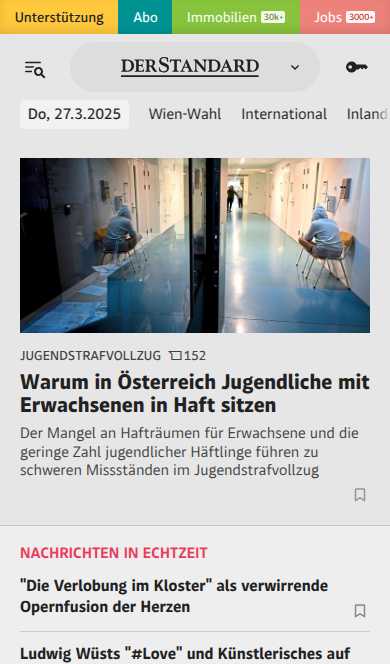 Unterstützung Abo Immobilien 30k+ Jobs 3000+
DERSTANDARD
Do, 27.3.2025 Wien-Wahl International Inland
JUGENDSTRAFVOLLZUG 152
Warum in Österreich Jugendliche mit
Erwachsenen in Haft sitzen
Der Mangel an Hafträumen für Erwachsene und die
geringe Zahl jugendlicher Häftlinge führen zu
schweren Missständen im Jugendstrafvollzug
NACHRICHTEN IN ECHTZEIT
"Die Verlobung im Kloster" als verwirrende
Opernfusion der Herzen
Ludwig Wüsts "#Love" und Künstlerisches auf